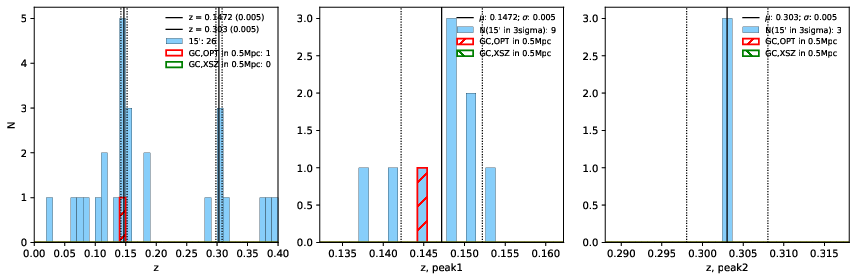 z = 0.1472 (0.005)
z = 0.303 (0.005)
15': 26
GC,OPT in 0.5Mpc: 1
GC,XSZ in 0.5Mpc: 0
N
5
4
3
2
1
0
0.00 0.05 0.10 0.15 0.20 0.25 0.30 0.35 0.40
z
μ: 0.1472; σ: 0.005
N(15' in 3sigma): 9
GC,OPT in 0.5Mpc
GC,XSZ in 0.5Mpc
3.0
2.5
2.0
1.5
1.0
0.5
0.0
0.135 0.140 0.145 0.150 0.155 0.160
z, peak1
μ: 0.303; σ: 0.005
N(15' in 3sigma): 3
GC,OPT in 0.5Mpc
GC,XSZ in 0.5Mpc
3.0
2.5
2.0
1.5
1.0
0.5
0.0
0.290 0.295 0.300 0.305 0.310 0.315
z, peak2